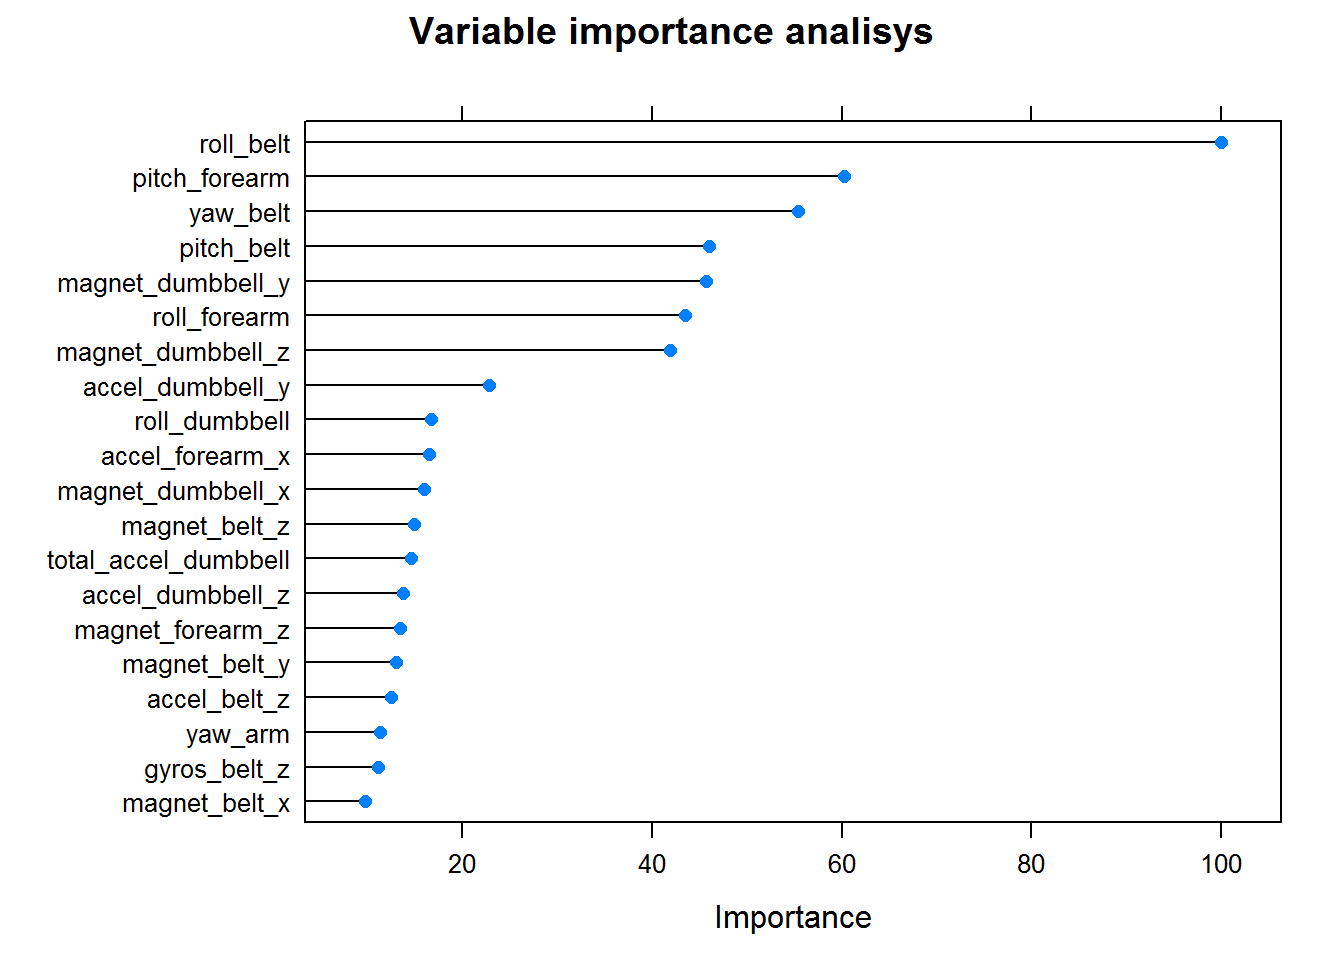 Variable importance analisys
roll_belt
pitch_forearm
yaw_belt
pitch_belt
magnet_dumbbell_y
roll_forearm
magnet_dumbbell_z
accel_dumbbell_y
roll_dumbbell
accel_forearm_x
magnet_dumbbell_x
magnet_belt_z
total_accel_dumbbell
accel_dumbbell_z
magnet_forearm_z
magnet_belt_y
accel_belt_z
yaw_arm
gyros_belt_z
magnet_belt_x
20 40 60 80 100
Importance